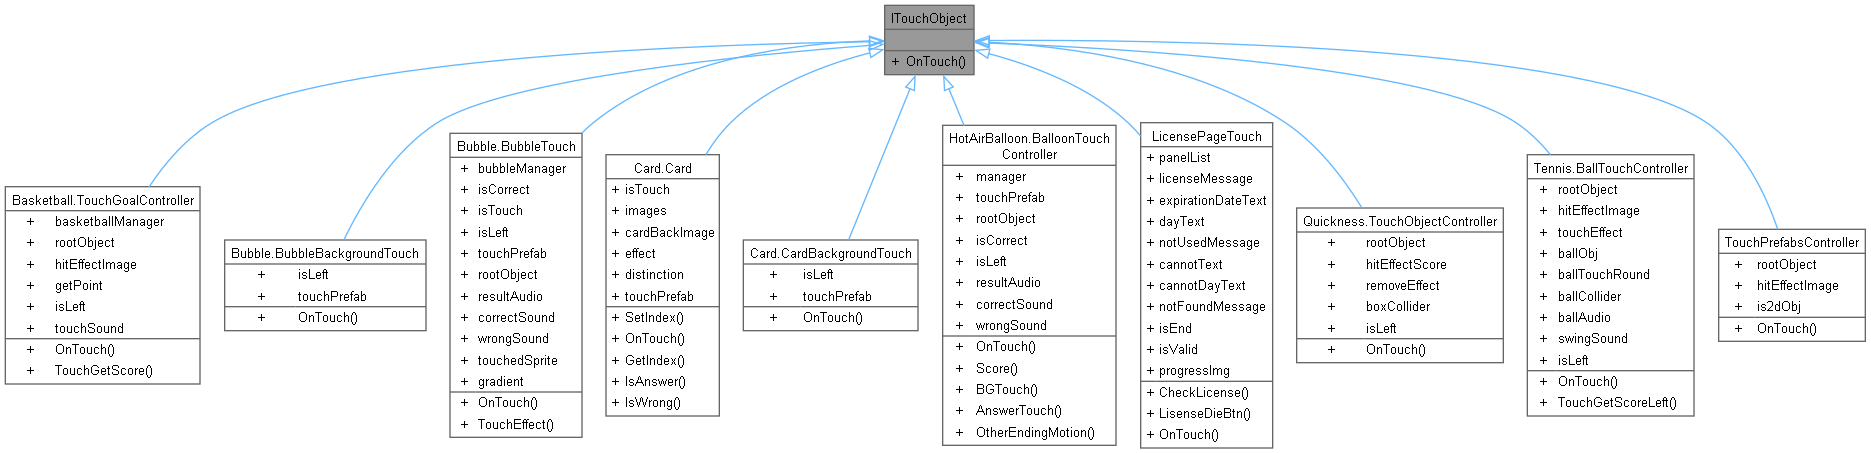 ITouchObject
+ OnTouch()
Basketball.TouchGoalController
+ basketballManager
+ rootObject
+ hitEffectImage
+ getPoint
+ isLeft
+ touchSound
+ OnTouch()
+ TouchGetScore()
Bubble.BubbleBackgroundTouch
+ isLeft
+ touchPrefab
+ OnTouch()
Bubble.BubbleTouch
+ bubbleManager
+ isCorrect
+ isTouch
+ isLeft
+ touchPrefab
+ rootObject
+ resultAudio
+ correctSound
+ wrongSound
+ touchedSprite
+ gradient
+ OnTouch()
+ TouchEffect()
Card.Card
+ isTouch
+ images
+ cardBackImage
+ effect
+ distinction
+ touchPrefab
+ SetIndex()
+ OnTouch()
+ GetIndex()
+ IsAnswer()
+ IsWrong()
Card.CardBackgroundTouch
+ isLeft
+ touchPrefab
+ OnTouch()
HotAirBalloon.BalloonTouch
Controller
+ manager
+ touchPrefab
+ rootObject
+ isCorrect
+ isLeft
+ resultAudio
+ correctSound
+ wrongSound
+ OnTouch()
+ Score()
+ BGTouch()
+ AnswerTouch()
+ OtherEndingMotion()
LicensePageTouch
+ panelList
+ licenseMessage
+ expirationDateText
+ dayText
+ notUsedMessage
+ cannotText
+ cannotDayText
+ notFoundMessage
+ isEnd
+ isValid
+ progressImg
+ CheckLicense()
+ LisenseDieBtn()
+ OnTouch()
Quickness.TouchObjectController
+ rootObject
+ hitEffectScore
+ removeEffect
+ boxCollider
+ isLeft
+ OnTouch()
Tennis.BallTouchController
+ rootObject
+ hitEffectImage
+ touchEffect
+ ballObj
+ ballTouchRound
+ ballCollider
+ ballAudio
+ swingSound
+ isLeft
+ OnTouch()
+ TouchGetScoreLeft()
TouchPrefabsController
+ rootObject
+ hitEffectImage
+ is2dObj
+ OnTouch()